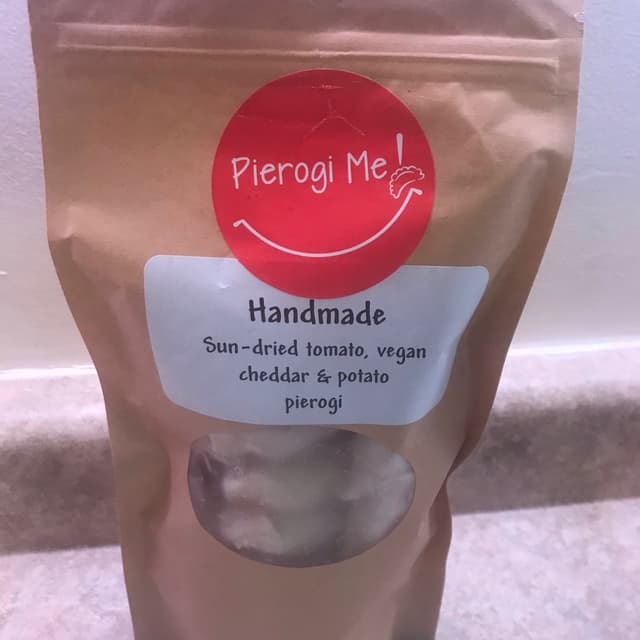 Pierogi Me!
Handmade
Sun-dried tomato, vegan
cheddar & potato
pierogi